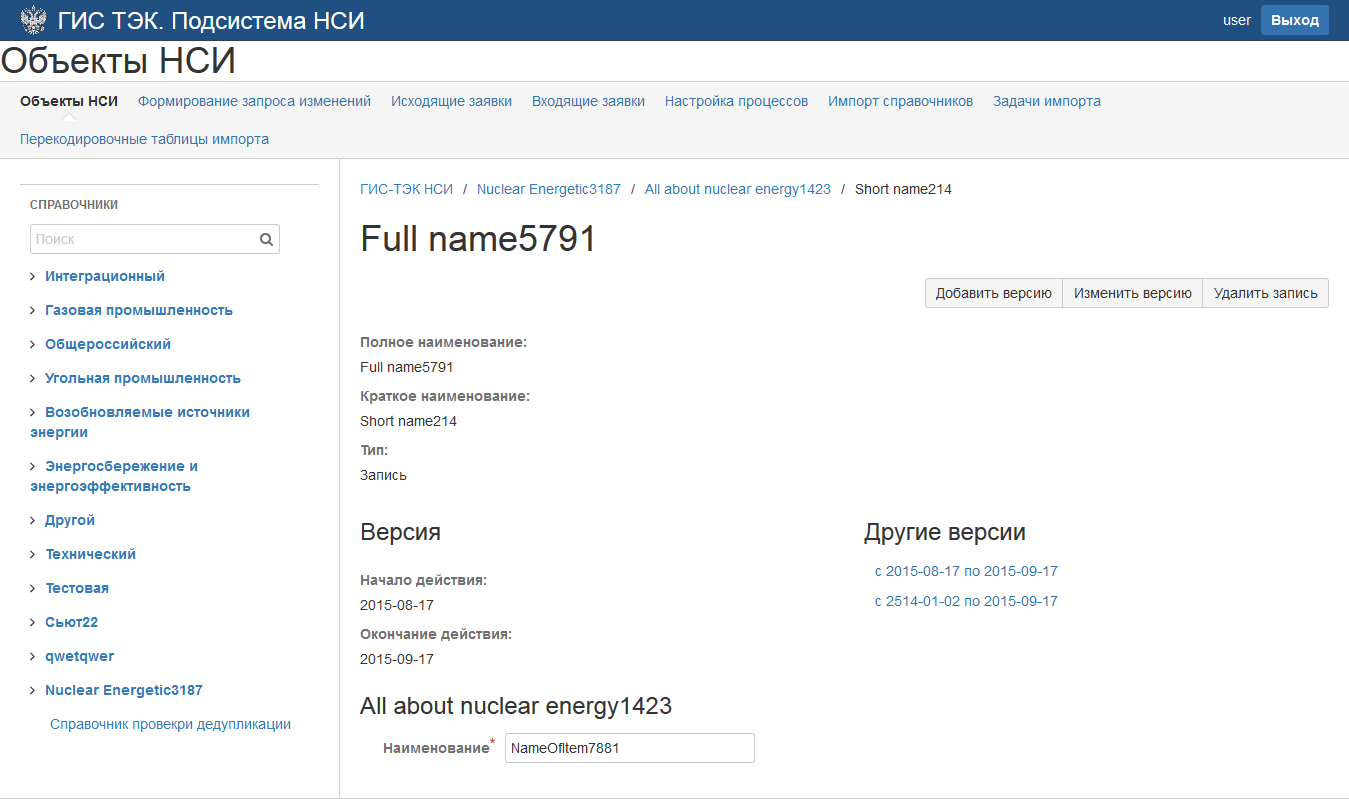 ГИС ТЭК. Подсистема НСИ
user
Выход
Объекты НСИ
Объекты НСИ Формирование запроса изменений Исходящие заявки Входящие заявки Настройка процессов Импорт справочников Задачи импорта
Перекодировочные таблицы импорта
СПРАВОЧНИКИ
Поиск
Интеграционный
Газовая промышленность
Общероссийский
Угольная промышленность
Возобновляемые источники
энергии
Энергосбережение и
энергоэффективность
Другой
Технический
Тестовая
Сьют22
qwetqwer
Nuclear Energetic3187
Справочник провекри дедупликации
ГИС-ТЭК НСИ / Nuclear Energetic3187 / All about nuclear energy1423 / Short name214
Full name5791
Добавить версию Изменить версию Удалить запись
Полное наименование:
Full name5791
Краткое наименование:
Short name214
Тип:
Запись
Версия
Начало действия:
2015-08-17
Окончание действия:
2015-09-17
Другие версии
с 2015-08-17 по 2015-09-17
с 2514-01-02 по 2015-09-17
All about nuclear energy1423
Наименование* NameOfItem7881